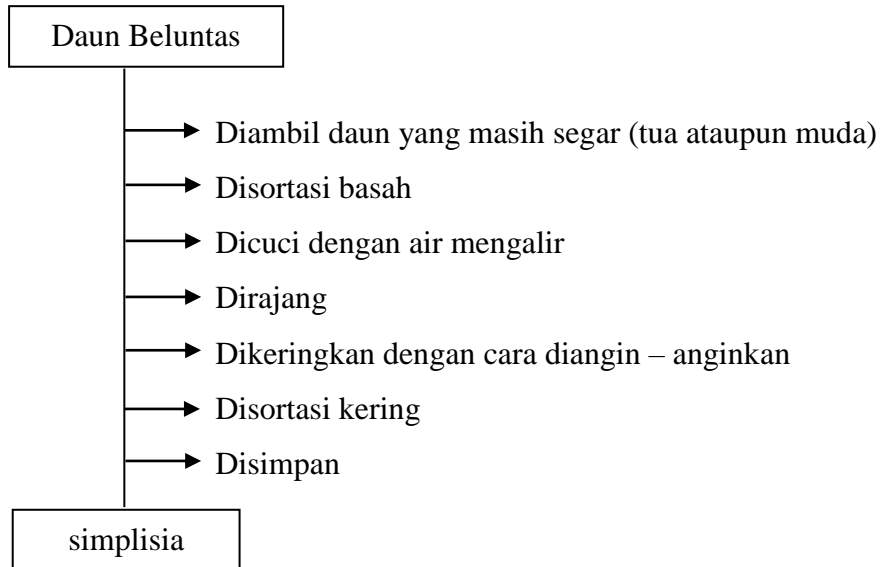 Daun Beluntas
Diambil daun yang masih segar (tua ataupun muda)
Disortasi basah
Dicuci dengan air mengalir
Dirajang
Dikeringkan dengan cara diangin – anginkan
Disortasi kering
Disimpan
simplisia